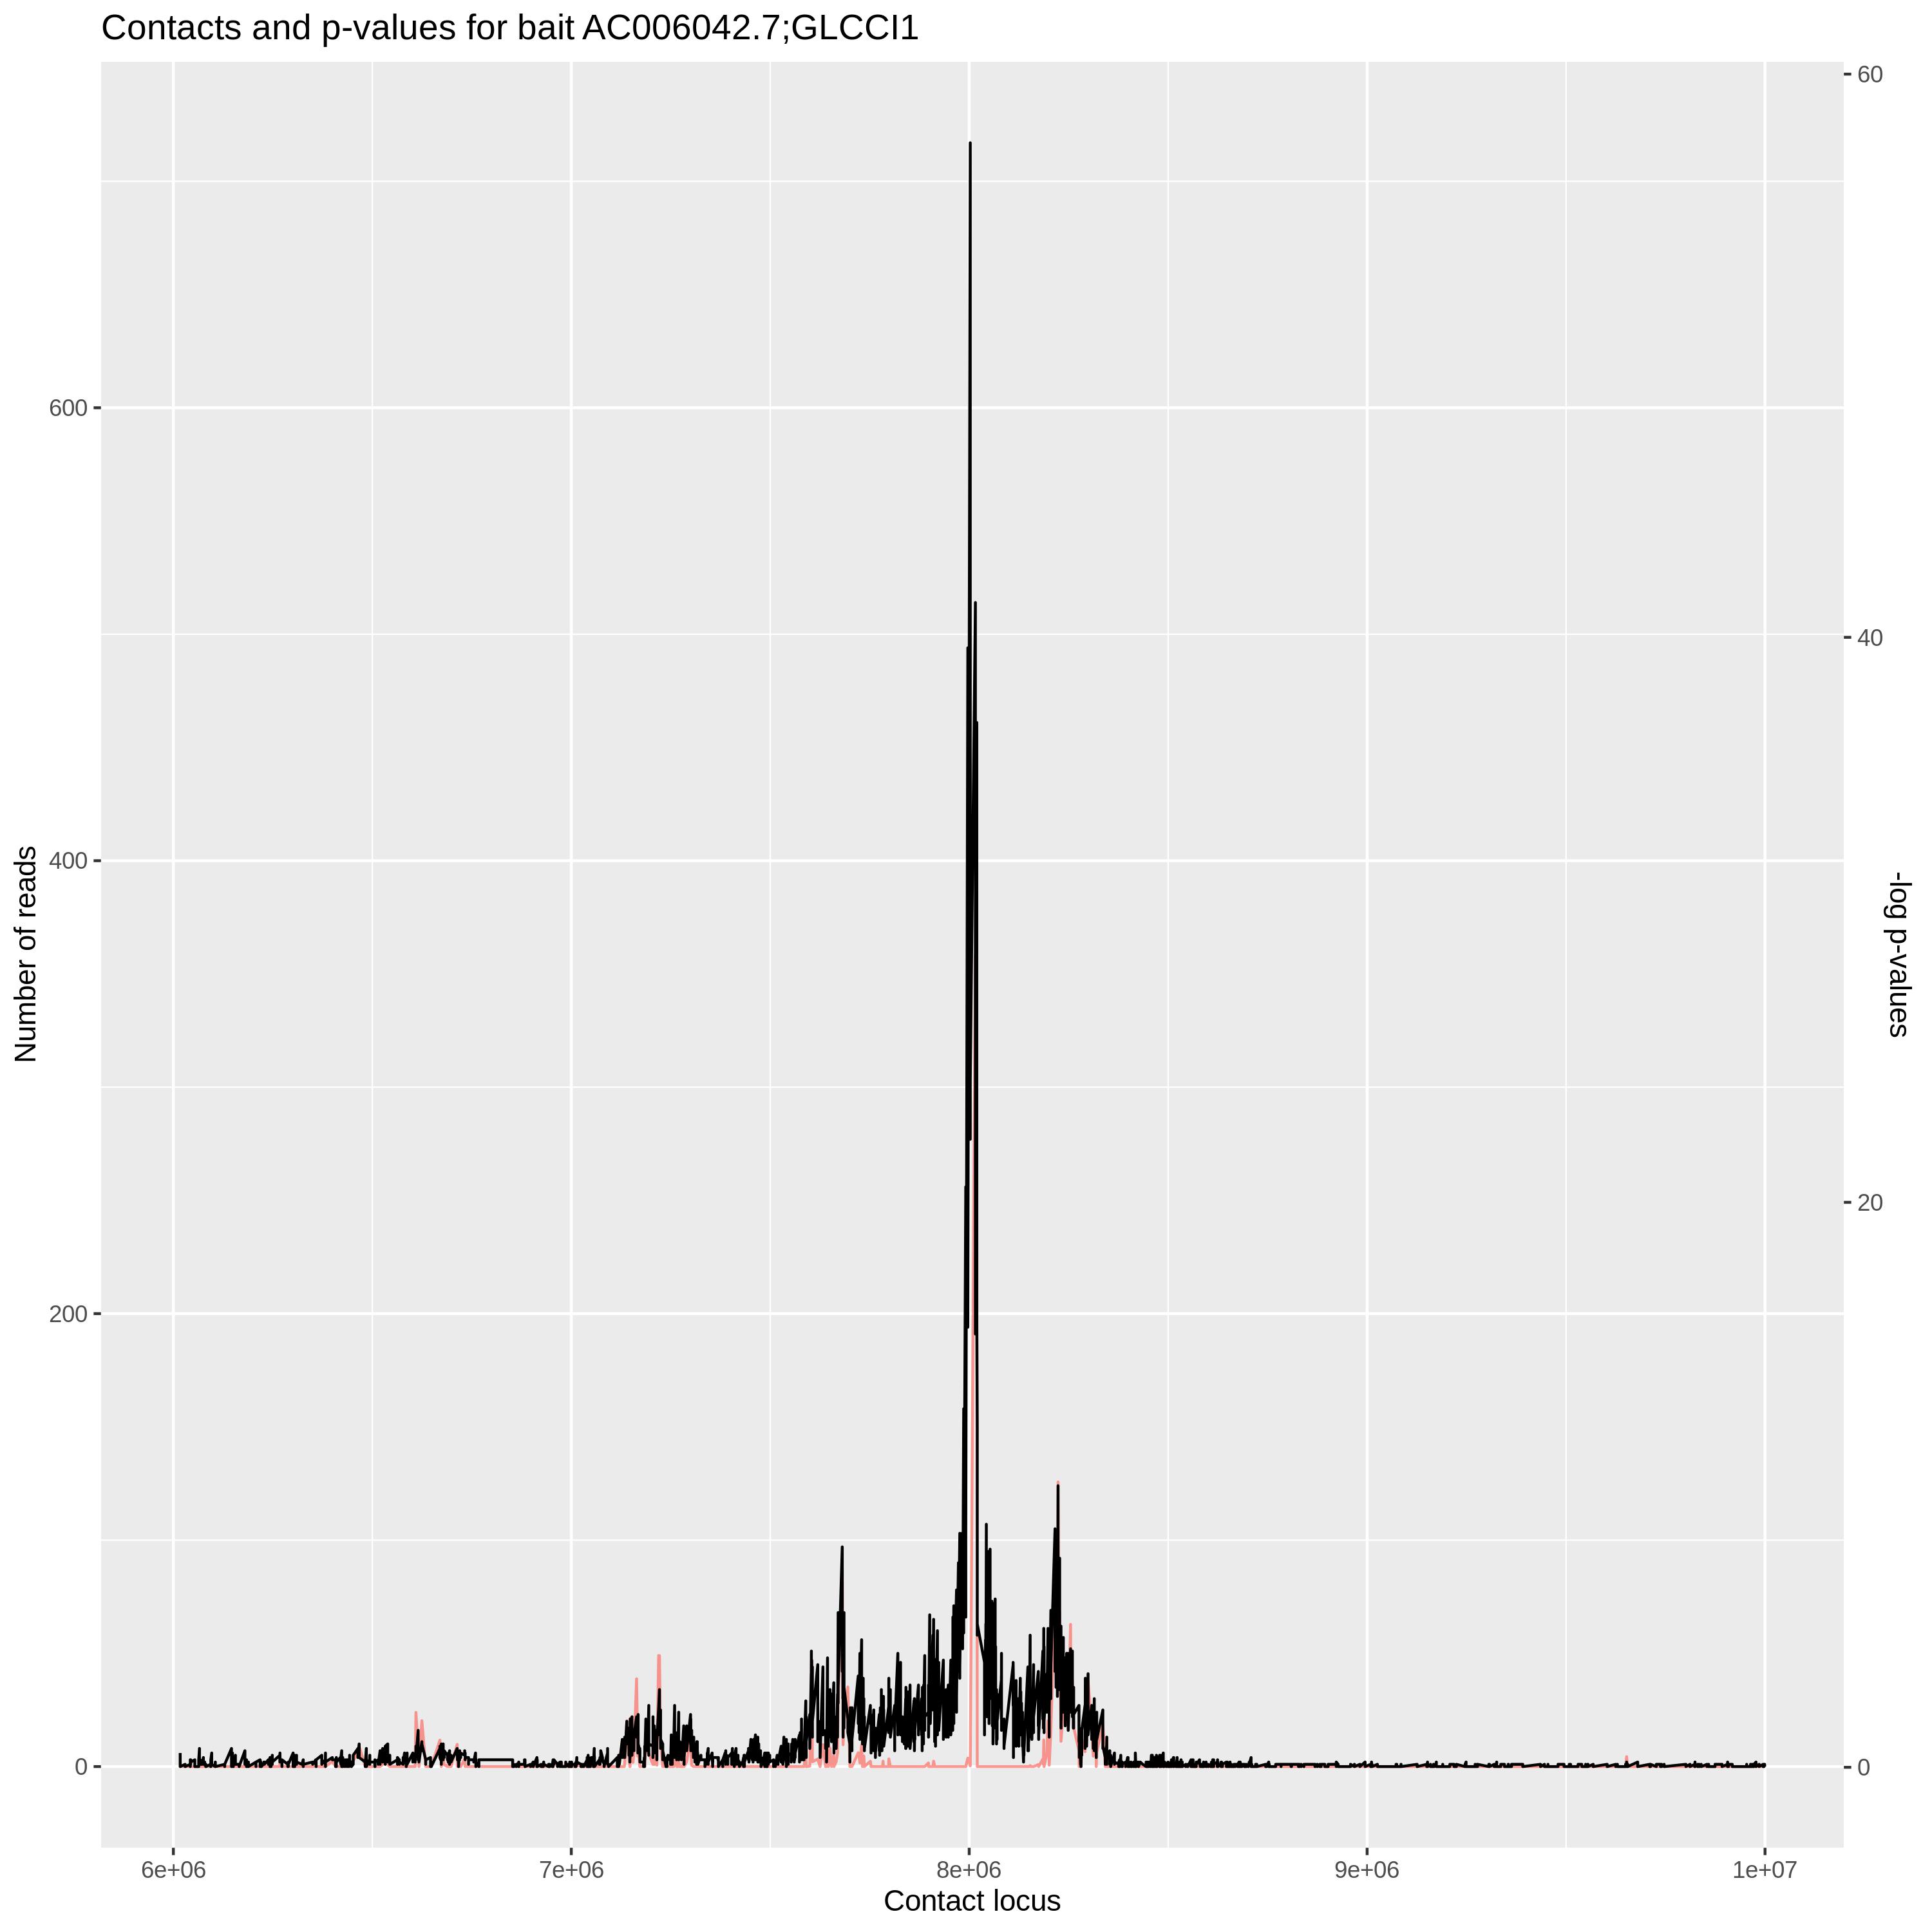 Contacts and p-values for bait AC006042.7;GLCCI1
60
600
40
400
Number of reads
-log p-values
20
200
0
0
6e+06
7e+06
8e+06
9e+06
1e+07
Contact locus